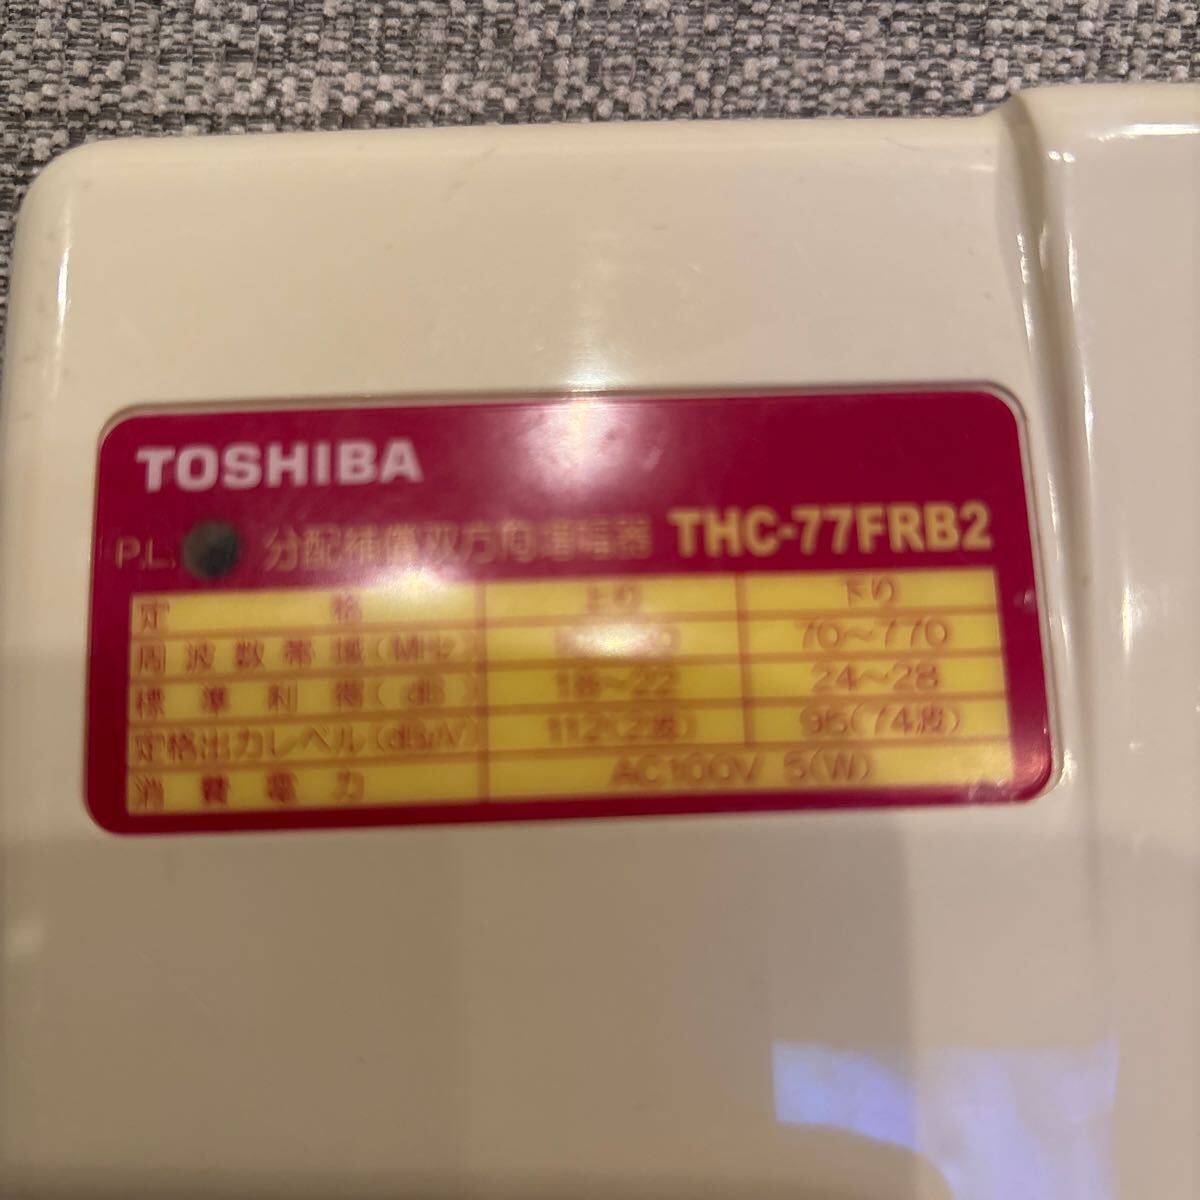 TOSHIBA
P.L. 分配補償双方向増幅器 THC-77FRB2
定格 上り 下り
周波数帯域(MHz) 70～770
標準利得(dB) 18～22 24～28
定格出力レベル(dBμV) 112(2波) 95(74波)
消費電力 AC100V 5(W)